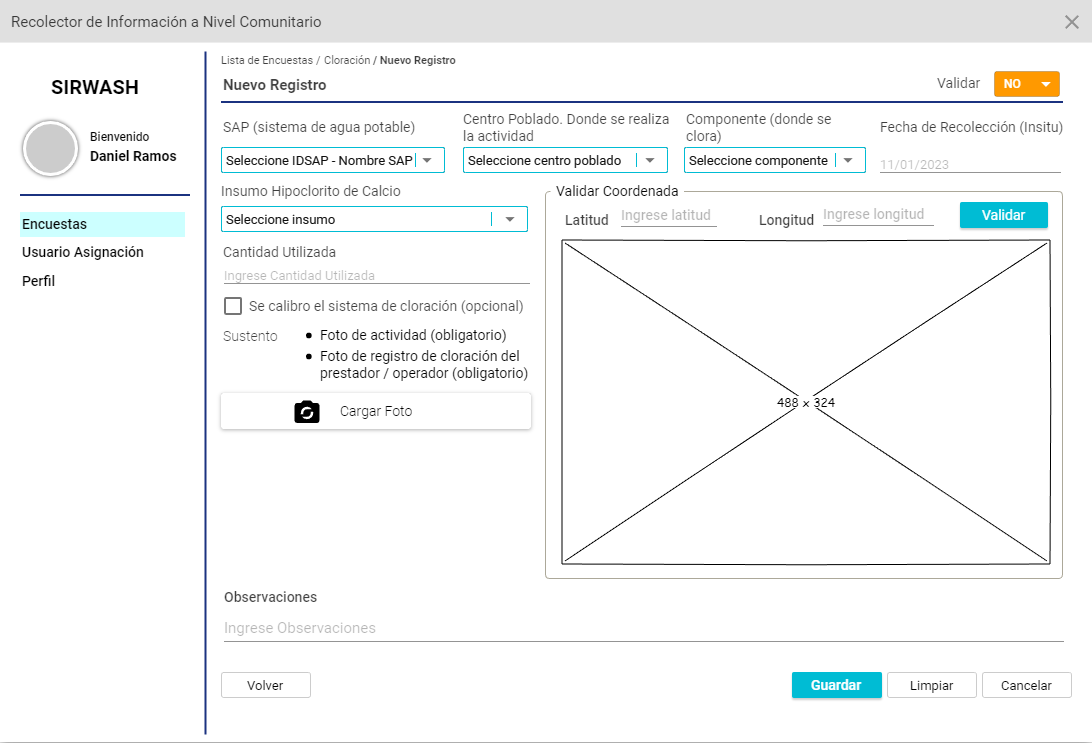 Recolector de Información a Nivel Comunitario
SIRWASH
Bienvenido
Daniel Ramos
Encuestas
Usuario Asignación
Perfil
Lista de Encuestas / Cloración / Nuevo Registro
Nuevo Registro
Validar
NO
SAP (sistema de agua potable)
Seleccione IDSAP - Nombre SAP
Centro Poblado. Donde se realiza
la actividad
Seleccione centro poblado
Componente (donde se
clora)
Seleccione componente
Fecha de Recolección (Insitu)
11/01/2023
Insumo Hipoclorito de Calcio
Seleccione insumo
Cantidad Utilizada
Ingrese Cantidad Utilizada
Se calibro el sistema de cloración (opcional)
Sustento
• Foto de actividad (obligatorio)
• Foto de registro de cloración del
prestador / operador (obligatorio)
Cargar Foto
Validar Coordenada
Latitud
Ingrese latitud
Longitud
Ingrese longitud
Validar
488 x 324
Observaciones
Ingrese Observaciones
Volver
Guardar
Limpiar
Cancelar